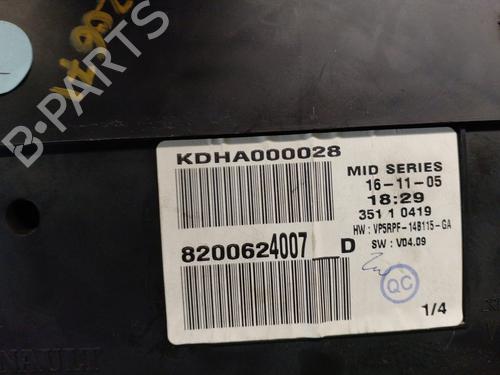 B-PARTS
KDHA000028
MID SERIES
16-11-05
18:29
351 1 0419
HW : VP5RPF-14B115-GA
SW : V04.09
8200624007__D
QC
1/4